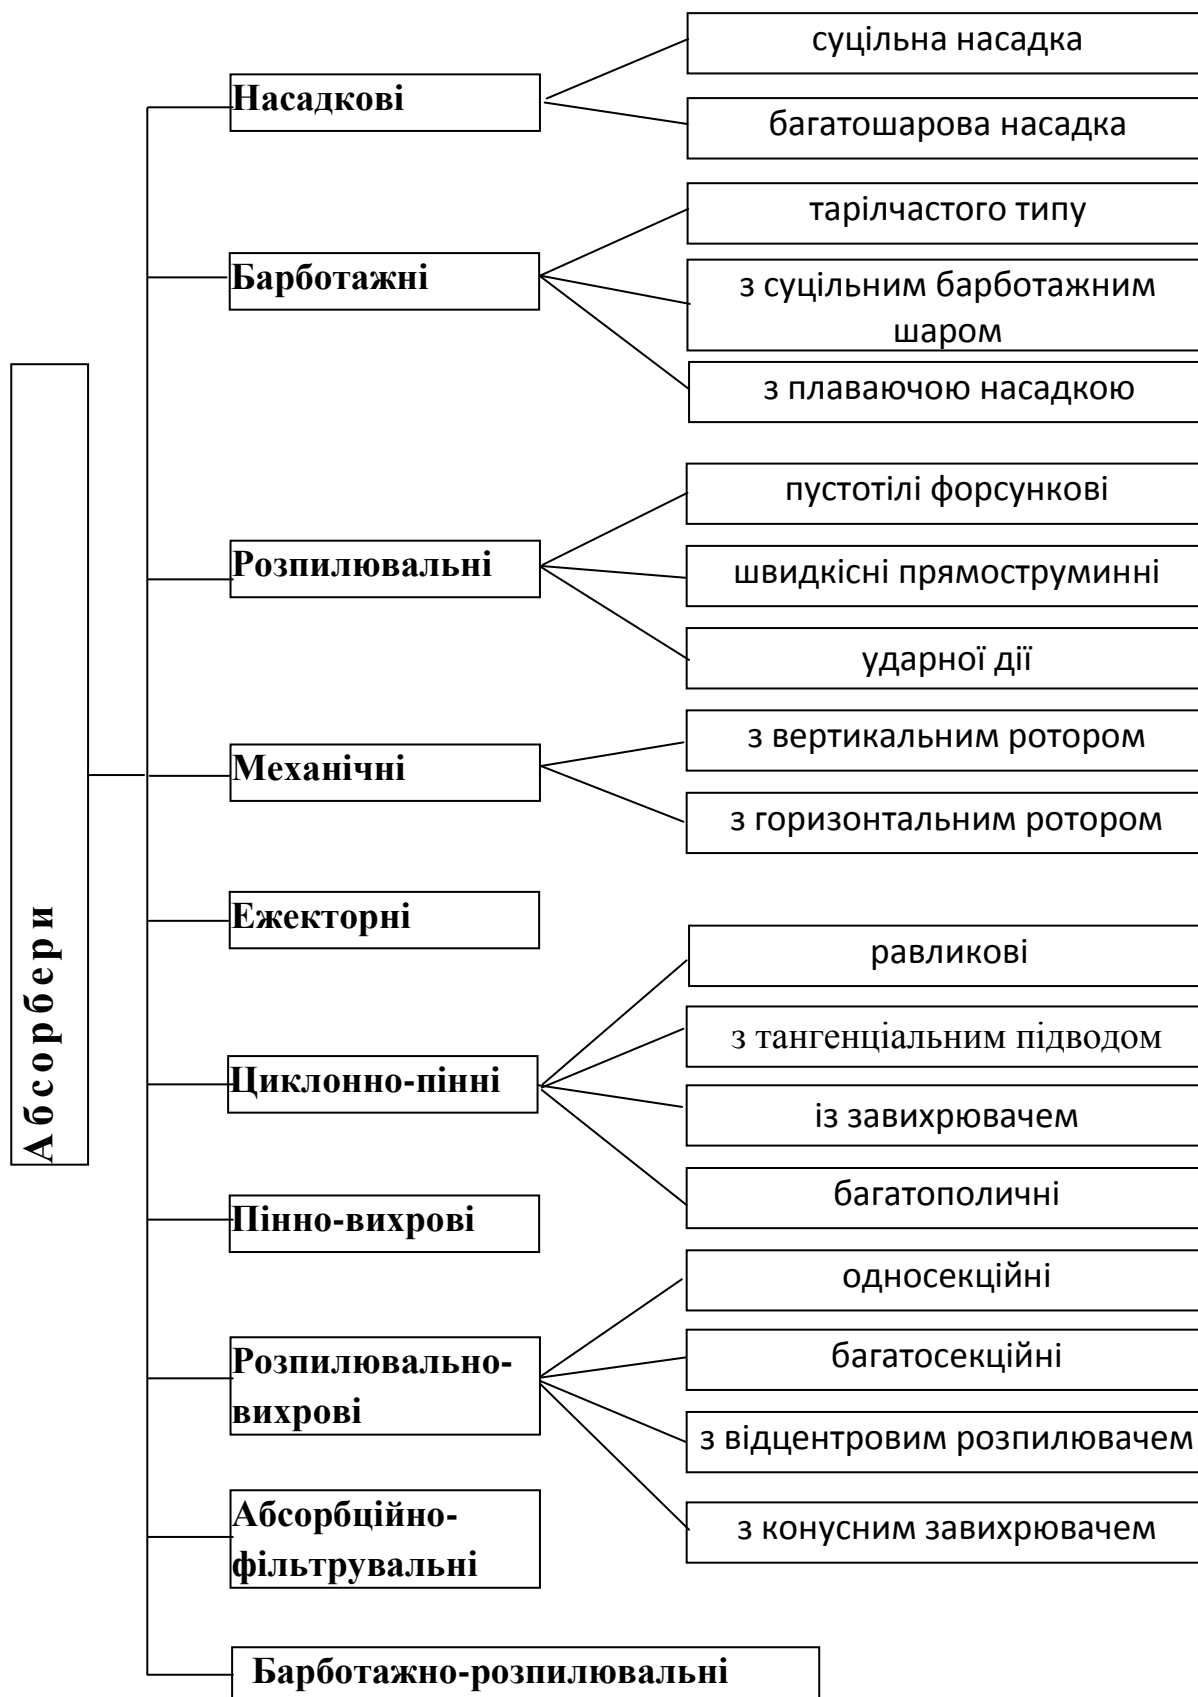 Абсорбери
Насадкові
суцільна насадка
багатошарова насадка
Барботажні
тарілчастого типу
з суцільним барботажним
шаром
з плаваючою насадкою
Розпилювальні
пустотілі форсункові
швидкісні прямоструминні
ударної дії
Механічні
з вертикальним ротором
з горизонтальним ротором
Ежекторні
Циклонно-пінні
равликові
з тангенціальним підводом
із завихрювачем
багатополичні
Пінно-вихрові
Розпилювально-
вихрові
односекційні
багатосекційні
з відцентровим розпилювачем
з конусним завихрювачем
Абсорбційно-
фільтрувальні
Барботажно-розпилювальні